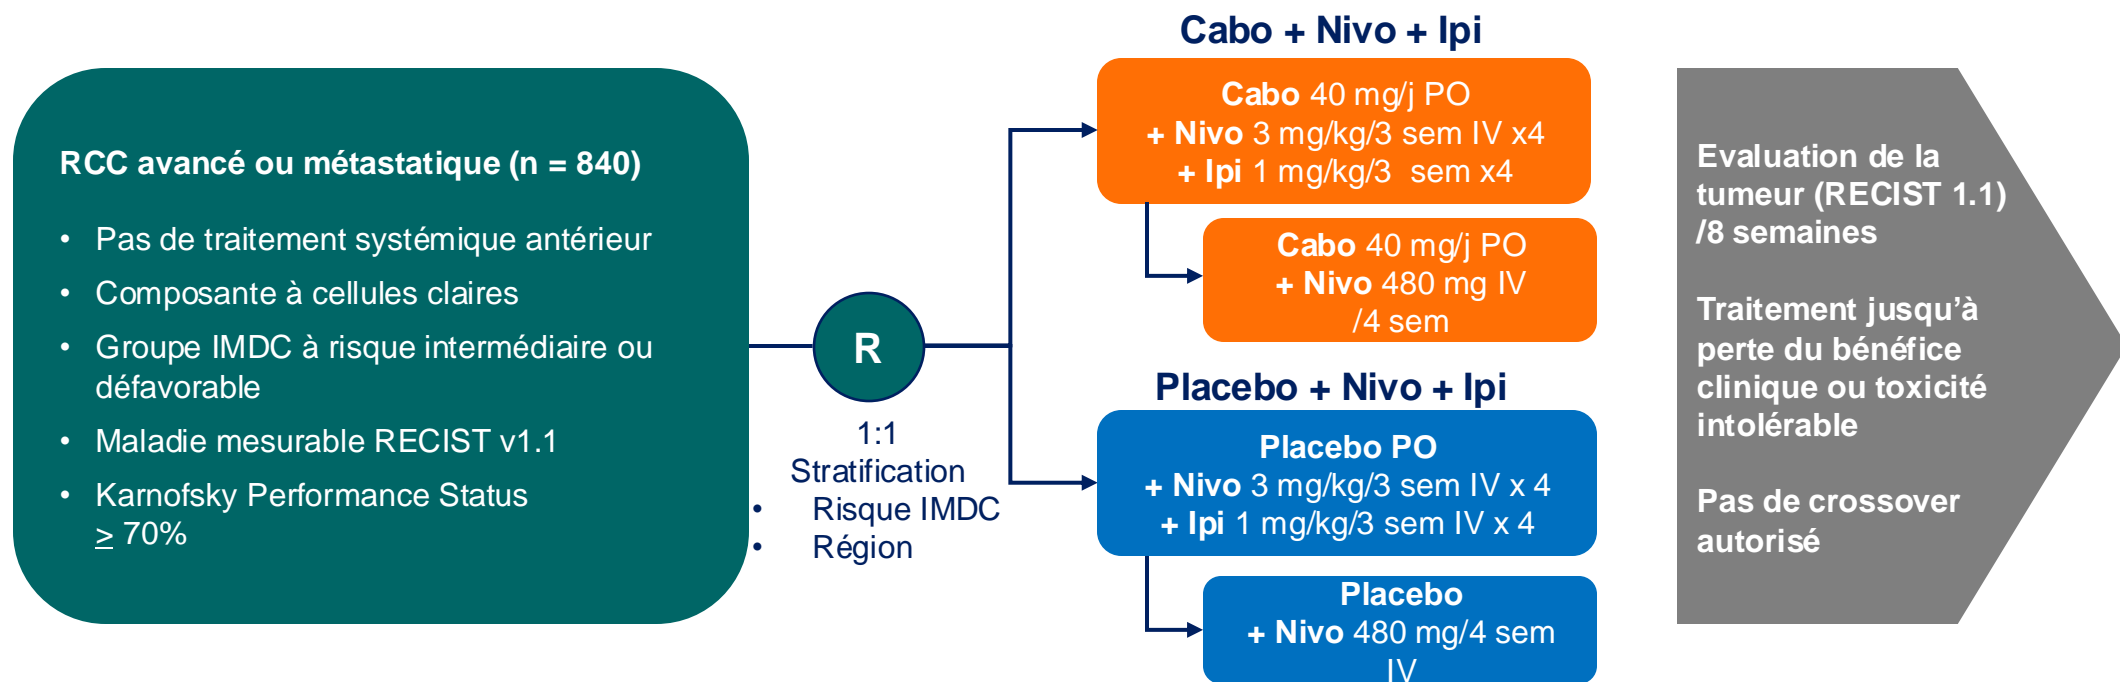 RCC avancé ou métastatique (n = 840)
• Pas de traitement systémique antérieur
• Composante à cellules claires
• Groupe IMDC à risque intermédiaire ou
défavorable
• Maladie mesurable RECIST v1.1
• Karnofsky Performance Status
≥ 70%
R
1:1
Stratification
• Risque IMDC
• Région
Cabo + Nivo + Ipi
Cabo 40 mg/j PO
+ Nivo 3 mg/kg/3 sem IV x4
+ Ipi 1 mg/kg/3 sem x4
Cabo 40 mg/j PO
+ Nivo 480 mg IV
/4 sem
Placebo + Nivo + Ipi
Placebo PO
+ Nivo 3 mg/kg/3 sem IV x 4
+ Ipi 1 mg/kg/3 sem IV x 4
Placebo
+ Nivo 480 mg/4 sem
IV
Evaluation de la
tumeur (RECIST 1.1)
/8 semaines
Traitement jusqu’à
perte du bénéfice
clinique ou toxicité
intolérable
Pas de crossover
autorisé